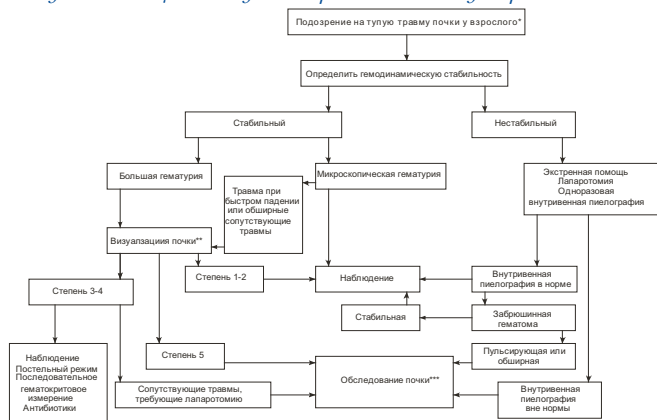 Подозрение на тупую травму почки у взрослого*
Определить гемодинамическую стабильность
Стабильный
Нестабильный
Большая гематурия
Микроскопическая гематурия
Экстренная помощь
Лапаротомия
Одноразовая
внутривенная пиелография
Травма при
быстром падении
или обширные
сопутствующие
травмы
Визуалзациия почки**
Степень 3-4
Степень 1-2
Наблюдение
Внутривенная
пиелография в норме
Стабильная
Забрюшинная
гематома
Наблюдение
Постельный режим
Последовательное
гематокритовое
измерение
Антибиотики
Степень 5
Пульсирующая или
обширная
Сопутствующие травмы,
требующие лапаротомию
Обследование почки***
Внутривенная
пиелография
вне нормы